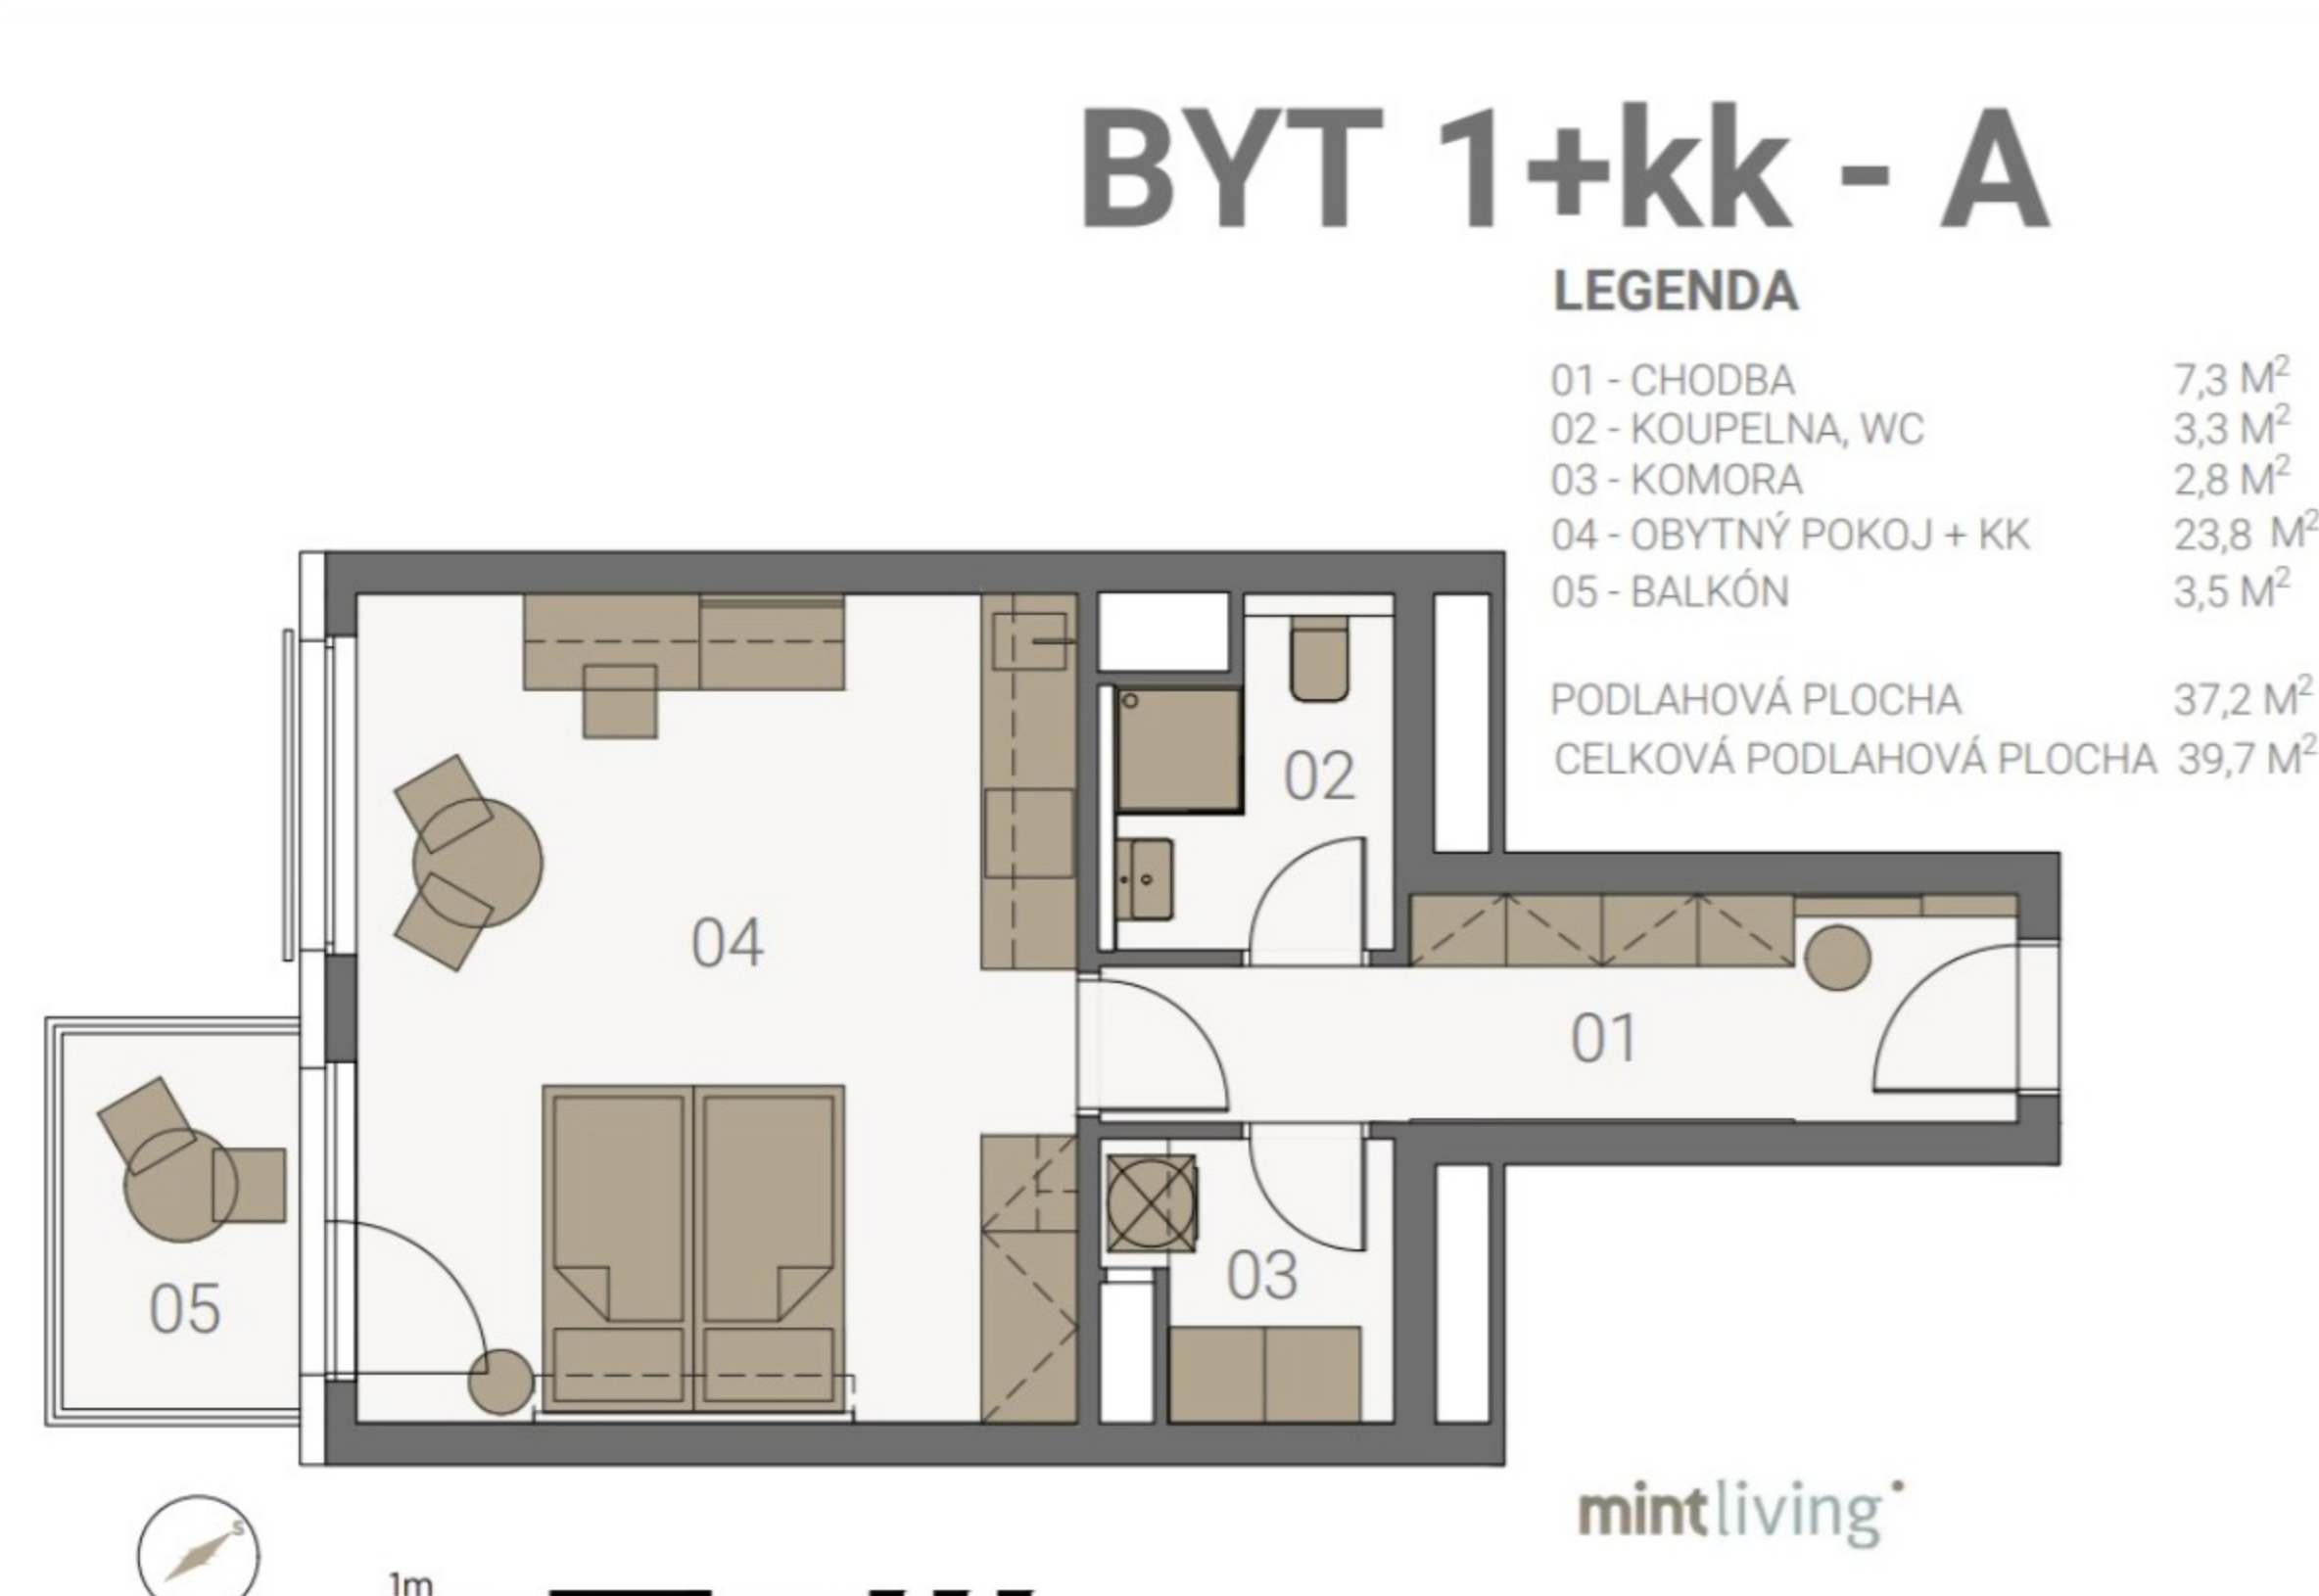 BYT 1+kk - A
LEGENDA
01 - CHODBA 7,3 M²
02 - KOUPELNA, WC 3,3 M²
03 - KOMORA 2,8 M²
04 - OBYTNÝ POKOJ + KK 23,8 M²
05 - BALKÓN 3,5 M²
PODLAHOVÁ PLOCHA 37,2 M²
CELKOVÁ PODLAHOVÁ PLOCHA 39,7 M²
02
04
01
03
05
mintliving
S
1m